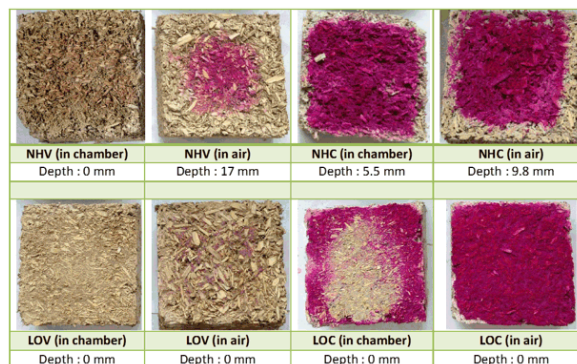 NHV (in chamber) NHV (in air) NHC (in chamber) NHC (in air)
Depth : 0 mm Depth : 17 mm Depth : 5.5 mm Depth : 9.8 mm
LOV (in chamber) LOV (in air) LOC (in chamber) LOC (in air)
Depth : 0 mm Depth : 0 mm Depth : 0 mm Depth : 0 mm